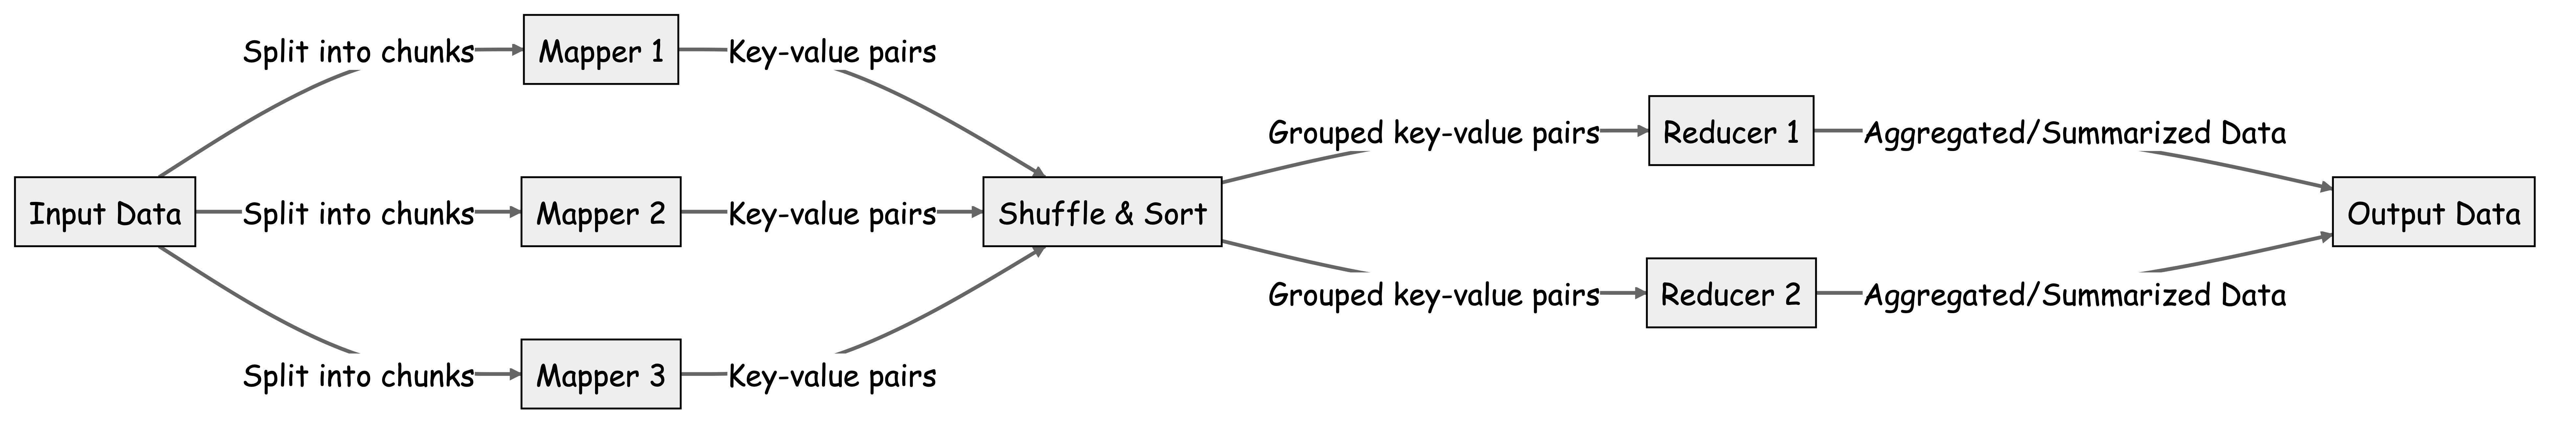 Split into chunks
Mapper 1
Key-value pairs
Grouped key-value pairs
Reducer 1
Aggregated/Summarized Data
Input Data
Split into chunks
Mapper 2
Key-value pairs
Shuffle & Sort
Output Data
Grouped key-value pairs
Reducer 2
Aggregated/Summarized Data
Split into chunks
Mapper 3
Key-value pairs